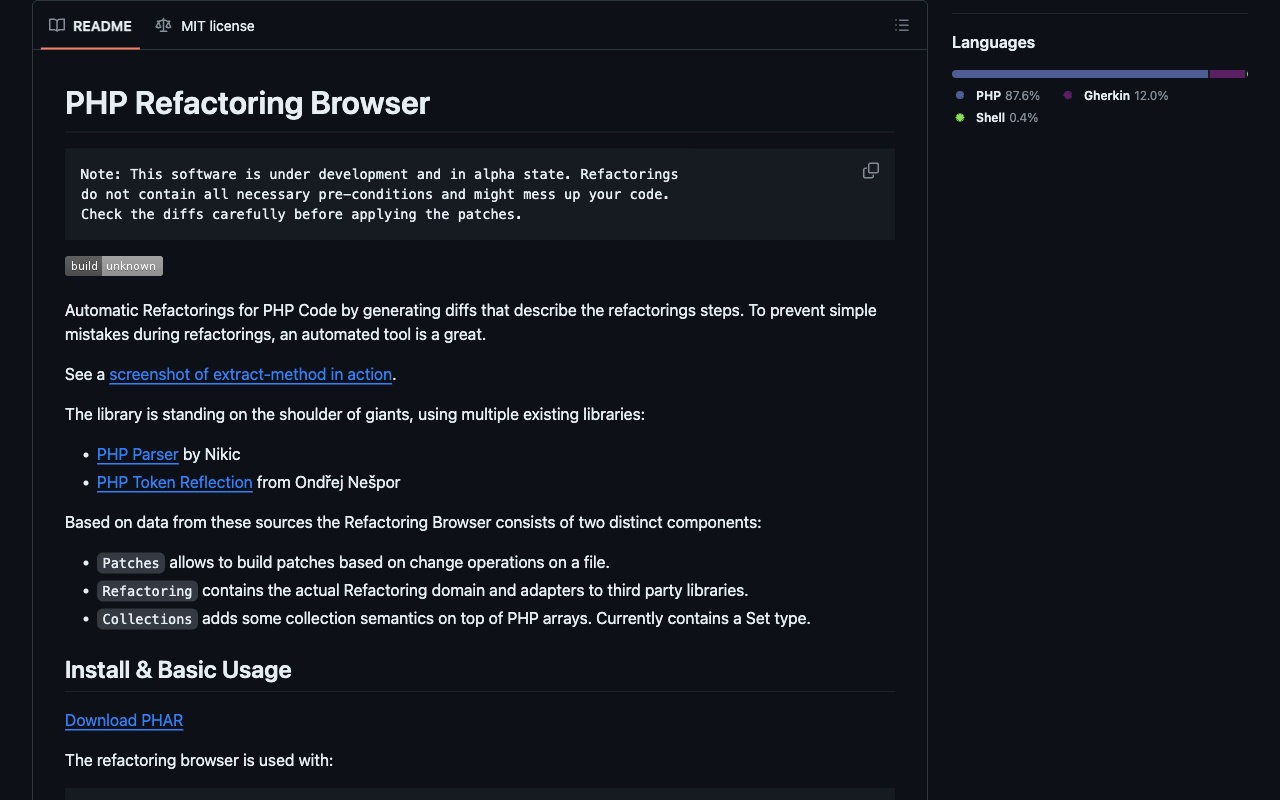 README
MIT license
PHP Refactoring Browser
Note: This software is under development and in alpha state. Refactorings
do not contain all necessary pre-conditions and might mess up your code.
Check the diffs carefully before applying the patches.
build unknown
Automatic Refactorings for PHP Code by generating diffs that describe the refactorings steps. To prevent simple
mistakes during refactorings, an automated tool is a great.
See a screenshot of extract-method in action.
The library is standing on the shoulder of giants, using multiple existing libraries:
• PHP Parser by Nikic
• PHP Token Reflection from Ondřej Nešpor
Based on data from these sources the Refactoring Browser consists of two distinct components:
• Patches allows to build patches based on change operations on a file.
• Refactoring contains the actual Refactoring domain and adapters to third party libraries.
• Collections adds some collection semantics on top of PHP arrays. Currently contains a Set type.
Install & Basic Usage
Download PHAR
The refactoring browser is used with:
Languages
PHP 87.6%
Gherkin 12.0%
Shell 0.4%